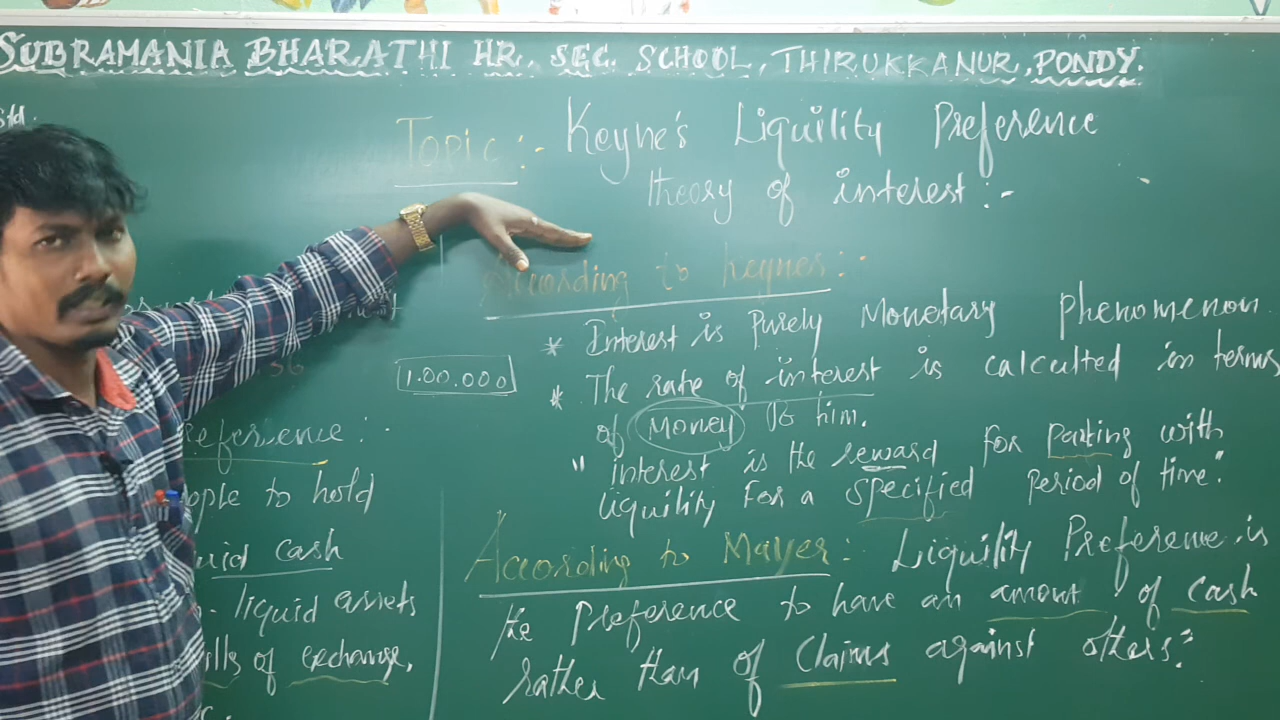 SUBRAMANIA BHARATHI HR. SEC. SCHOOL, THIRUKKANUR, PONDY.
Topic :- Keyne's Liquility Preference
theory of interest :-
According to keynes :-
* Interest is Purely Monetary phenomenon
* The rate of interest is calculted in terms
of Money to him.
" interest is the reward for Parting with
liquility for a specified period of time."
According to Mayer: Liquility Preference is
the Preference to have an amount of cash
rather than of Claims against others."
1.00.000
eference :-
ople to hold
uid cash
- liquid assets
ills of exchange,